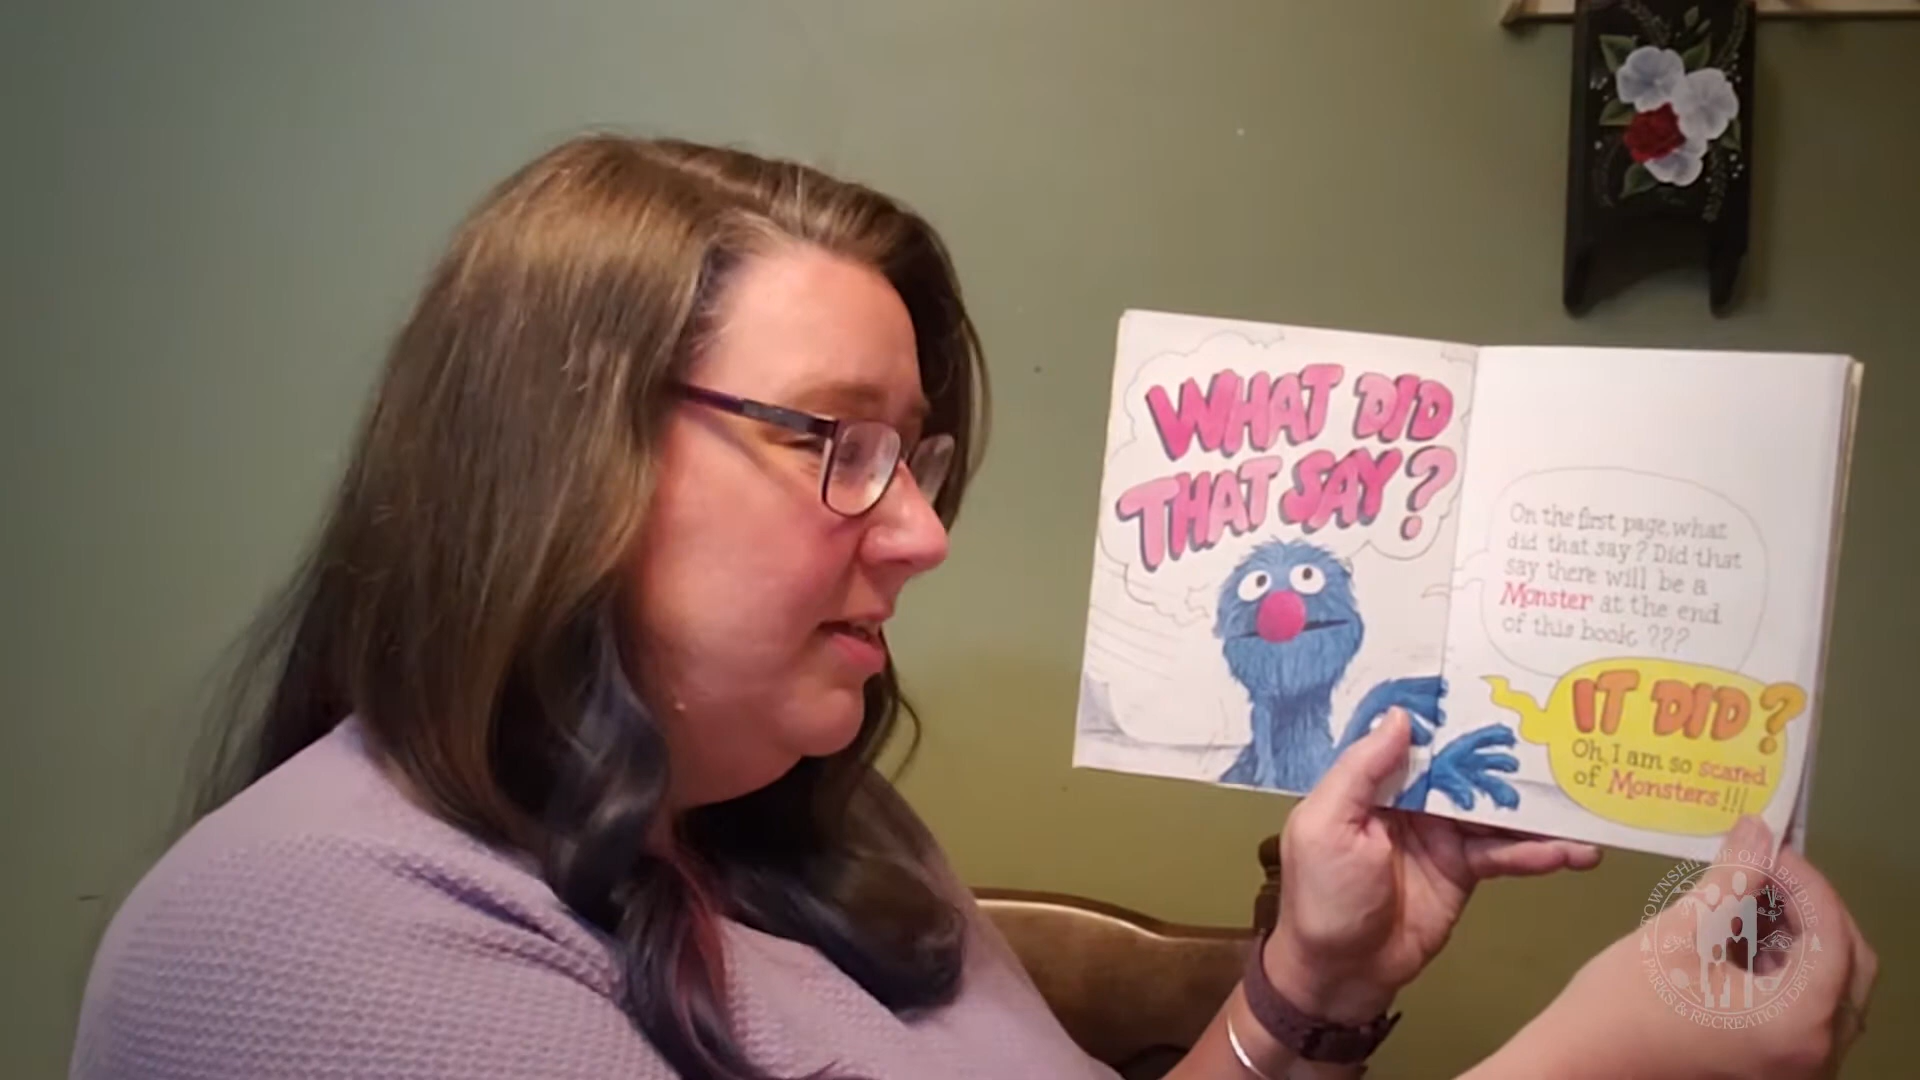 WHAT DID
THAT SAY?
On the first page, what
did that say? Did that
say there will be a
Monster at the end
of this book ???
IT DID?
Oh, I am so scared
of Monsters!!!
TOWNSHIP OF OLD BRIDGE
PARKS & RECREATION DEPT.